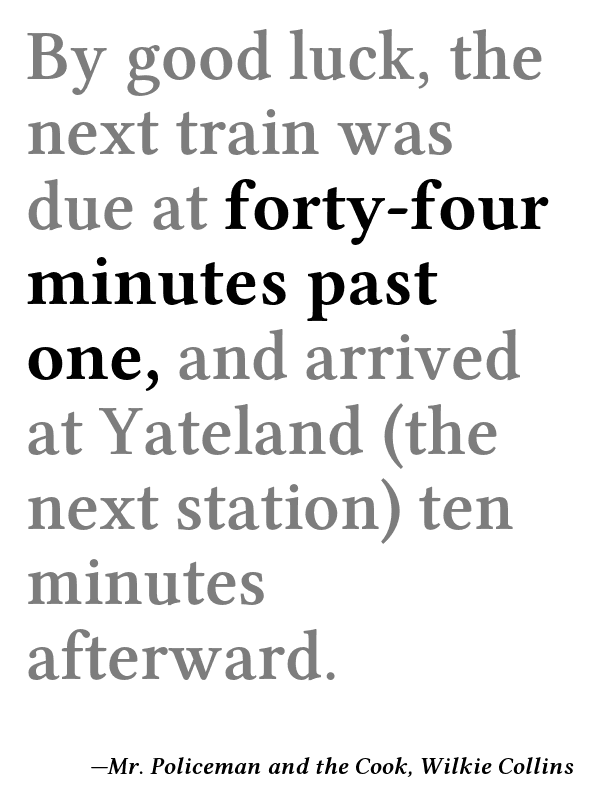 By good luck, the
next train was
due at forty-four
minutes past
one, and arrived
at Yateland (the
next station) ten
minutes
afterward.
—Mr. Policeman and the Cook, Wilkie Collins